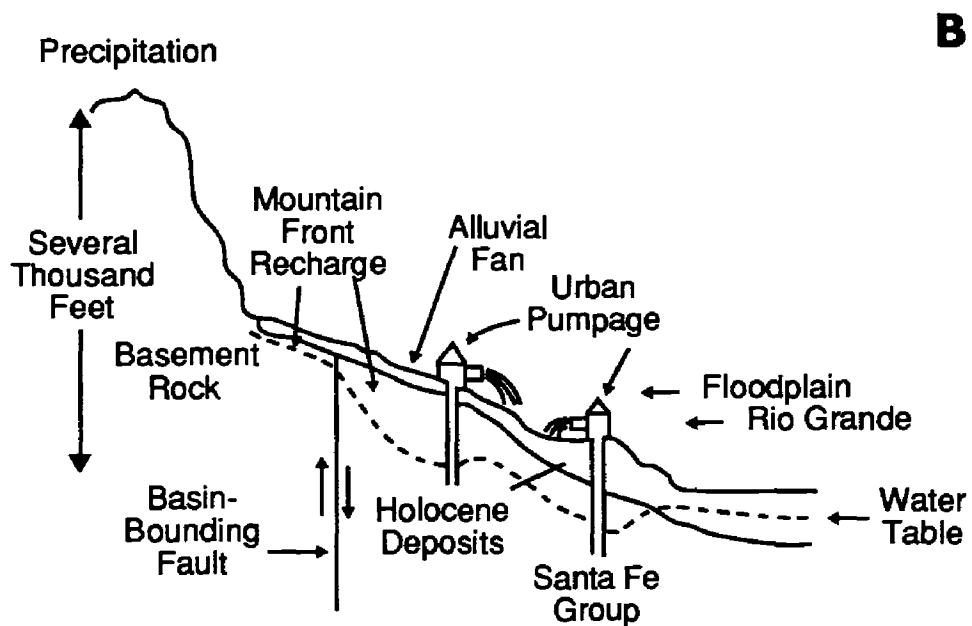 B
Precipitation
Several
Thousand
Feet
Mountain
Front
Recharge
Alluvial
Fan
Urban
Pumpage
Basement
Rock
Floodplain
Rio Grande
Basin-
Bounding
Fault
Holocene
Deposits
Santa Fe
Group
Water
Table